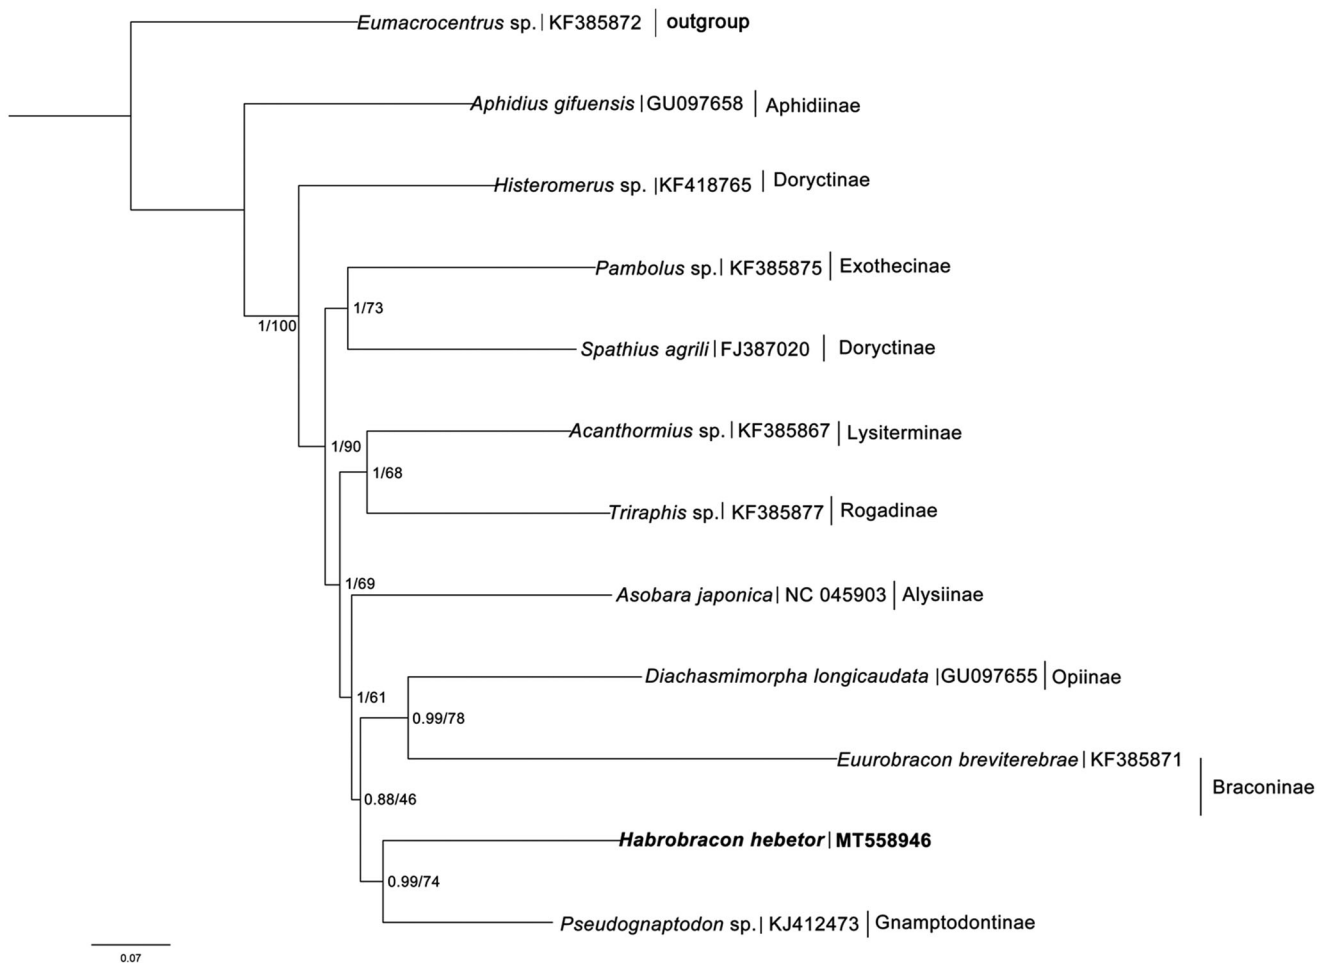 Eumacrocentrus sp. | KF385872 | outgroup
Aphidius gifuensis | GU097658 | Aphidiinae
Histeromerus sp. | KF418765 | Doryctinae
Pambolus sp. | KF385875 | Exothecinae
1/73
1/100
Spathius agrili | FJ387020 | Doryctinae
Acanthormius sp. | KF385867 | Lysiterminae
1/90
1/68
Triraphis sp. | KF385877 | Rogadinae
1/69
Asobara japonica | NC 045903 | Alysiinae
Diachasmimorpha longicaudata | GU097655 | Opiinae
1/61
0.99/78
Euurobracon breviterebrae | KF385871
Braconinae
0.88/46
Habrobracon hebetor | MT558946
0.99/74
Pseudognaptodon sp. | KJ412473 | Gnamptodontinae
0.07